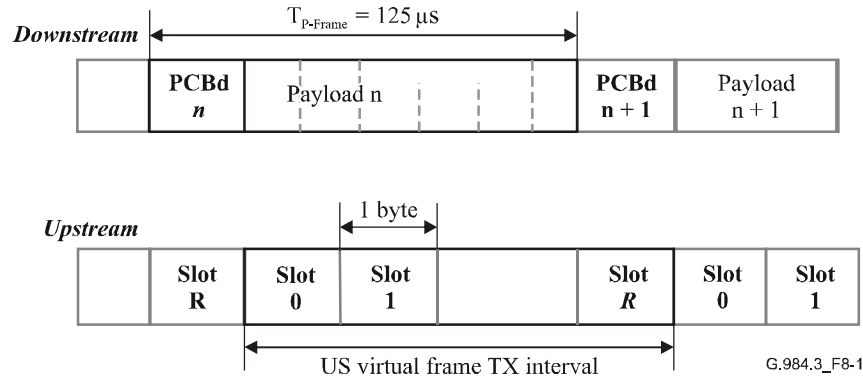 T_P-Frame = 125 µs
Downstream
PCBd
n
Payload n
PCBd
n + 1
Payload
n + 1
1 byte
Upstream
Slot
R
Slot
0
Slot
1
Slot
R
Slot
0
Slot
1
US virtual frame TX interval
G.984.3_F8-1